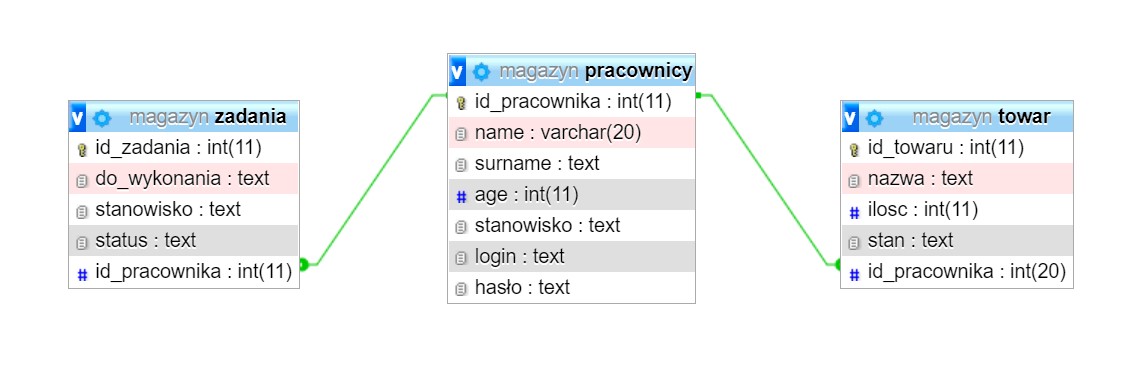 v magazyn zadania
id_zadania : int(11)
do_wykonania : text
stanowisko : text
status : text
# id_pracownika : int(11)
v magazyn pracownicy
id_pracownika : int(11)
name : varchar(20)
surname : text
# age : int(11)
stanowisko : text
login : text
hasło : text
v magazyn towar
id_towaru : int(11)
nazwa : text
# ilosc : int(11)
stan : text
# id_pracownika : int(20)